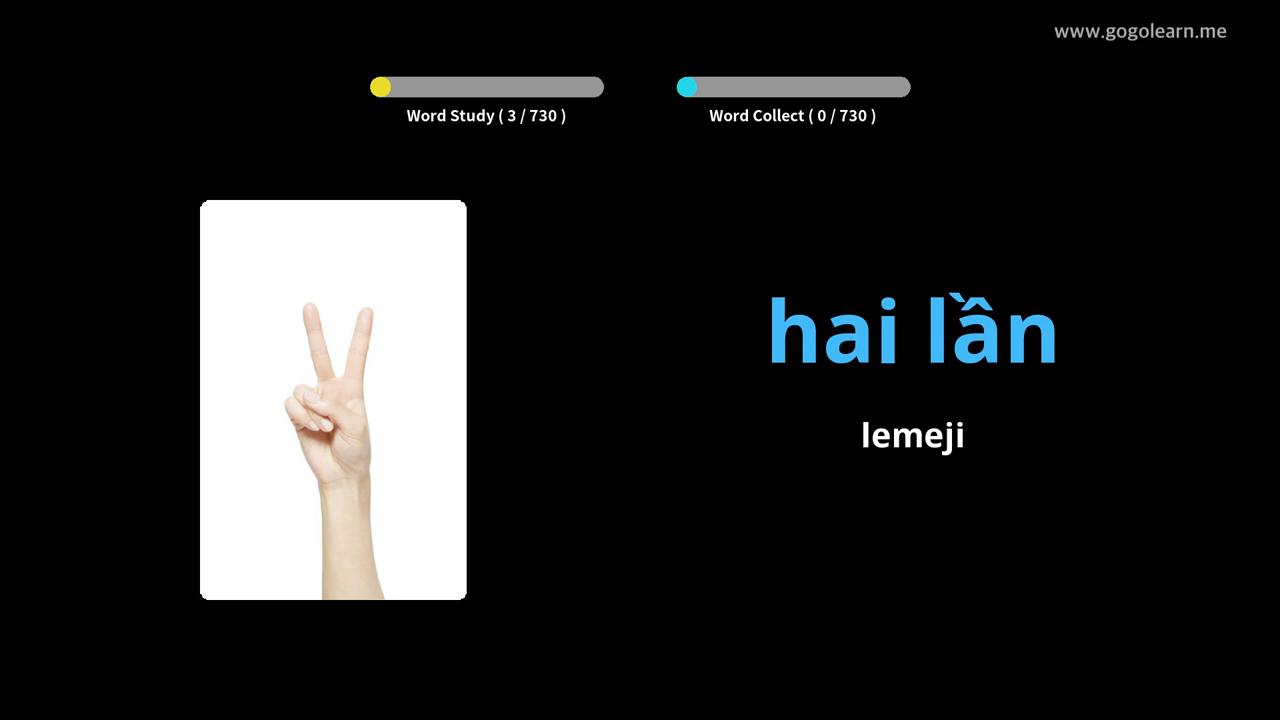 www.gogolearn.me
Word Study ( 3 / 730 )
Word Collect ( 0 / 730 )
hai lần
lemeji